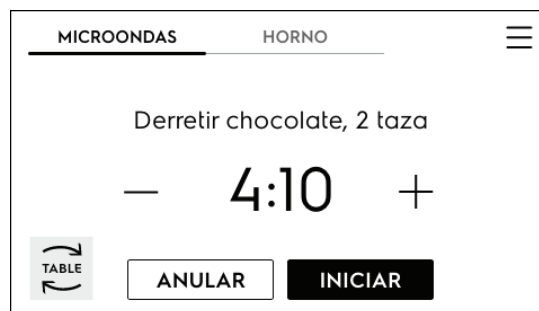 MICROONDAS HORNO
Derretir chocolate, 2 taza
— 4:10 +
TABLE
ANULAR INICIAR